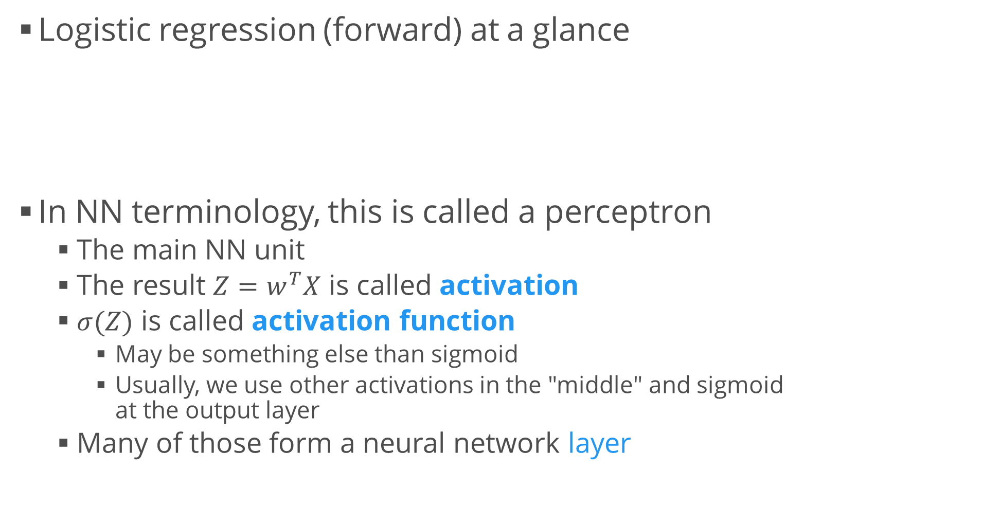 ▪ Logistic regression (forward) at a glance
▪ In NN terminology, this is called a perceptron
▪ The main NN unit
▪ The result Z = wᵀX is called activation
▪ σ(Z) is called activation function
▪ May be something else than sigmoid
▪ Usually, we use other activations in the "middle" and sigmoid
at the output layer
▪ Many of those form a neural network layer